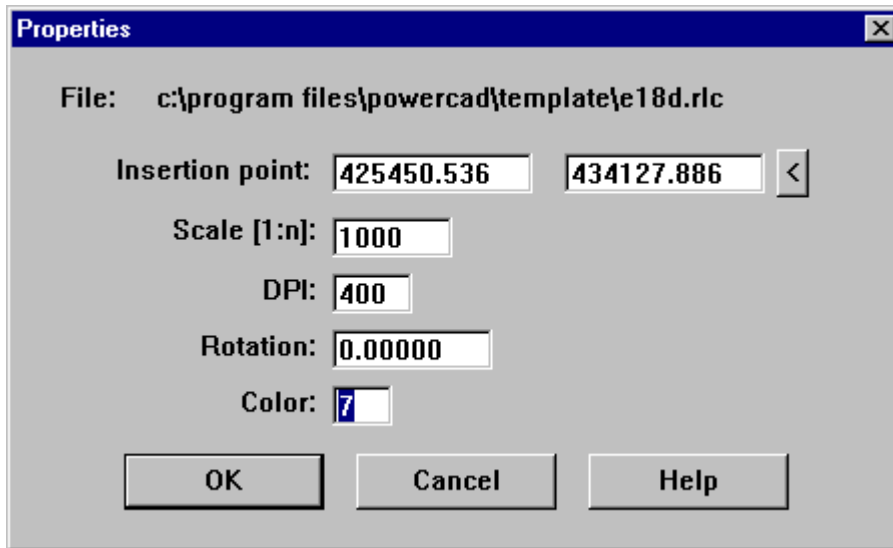 Properties
File: c:\program files\powercad\template\e18d.rlc
Insertion point: 425450.536 434127.886 <
Scale [1:n]: 1000
DPI: 400
Rotation: 0.00000
Color: 7
OK Cancel Help